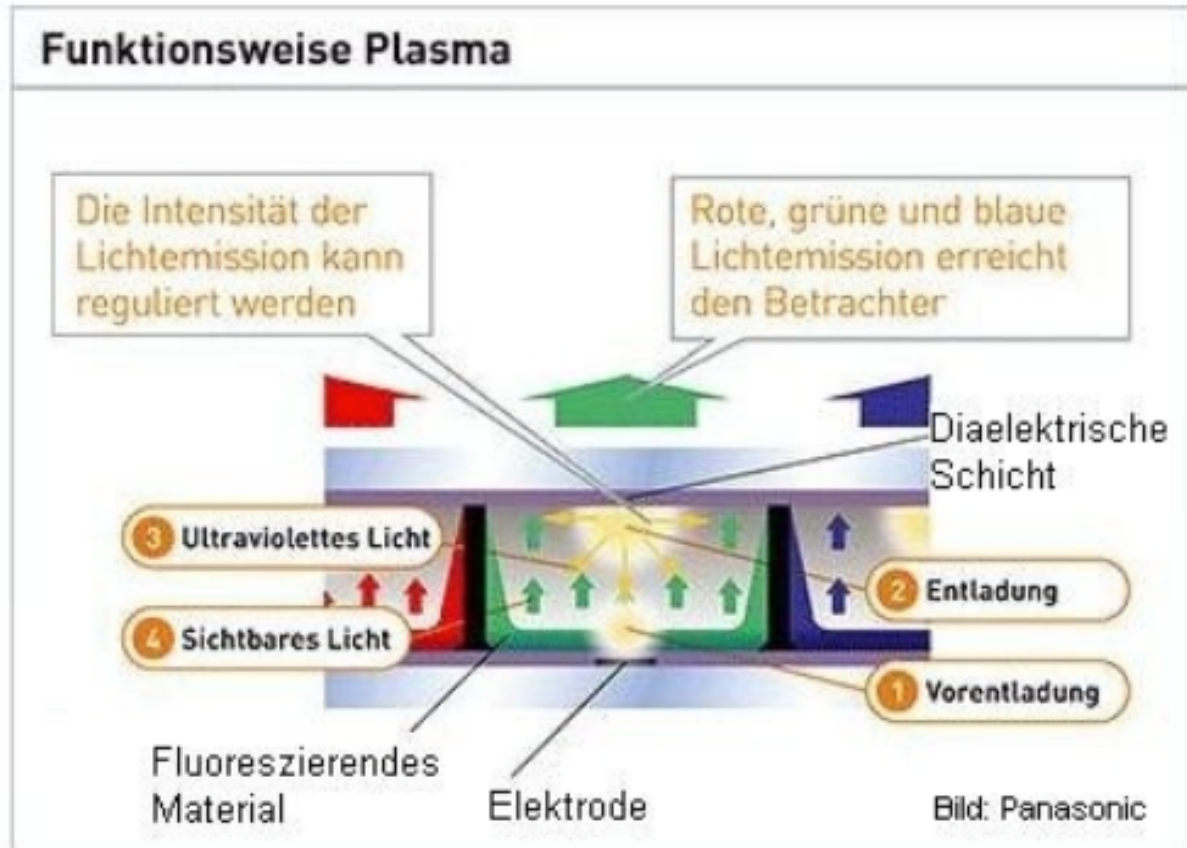 Funktionsweise Plasma
Die Intensität der
Lichtemission kann
reguliert werden
Rote, grüne und blaue
Lichtemission erreicht
den Betrachter
Diaelektrische
Schicht
3 Ultraviolettes Licht
2 Entladung
4 Sichtbares Licht
1 Vorentladung
Fluoreszierendes
Material
Elektrode
Bild: Panasonic